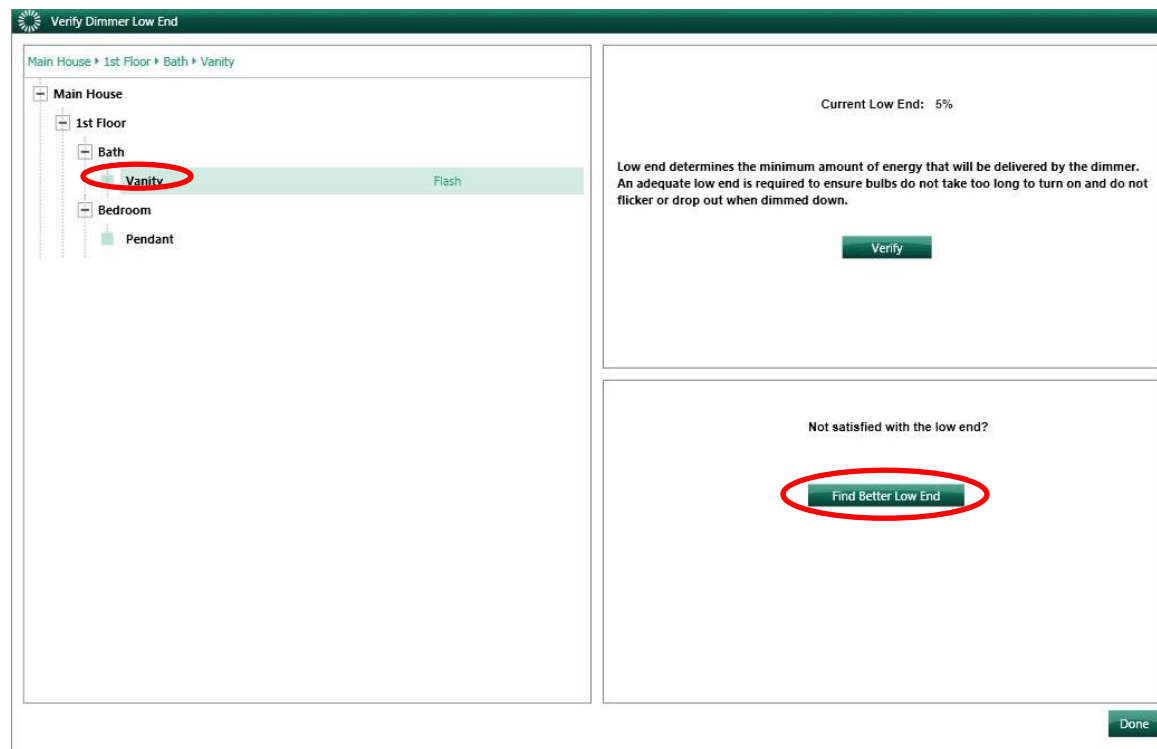 Verify Dimmer Low End
Main House ▸ 1st Floor ▸ Bath ▸ Vanity
Main House
1st Floor
Bath
Vanity Flash
Bedroom
Pendant
Current Low End: 5%
Low end determines the minimum amount of energy that will be delivered by the dimmer.
An adequate low end is required to ensure bulbs do not take too long to turn on and do not
flicker or drop out when dimmed down.
Verify
Not satisfied with the low end?
Find Better Low End
Done